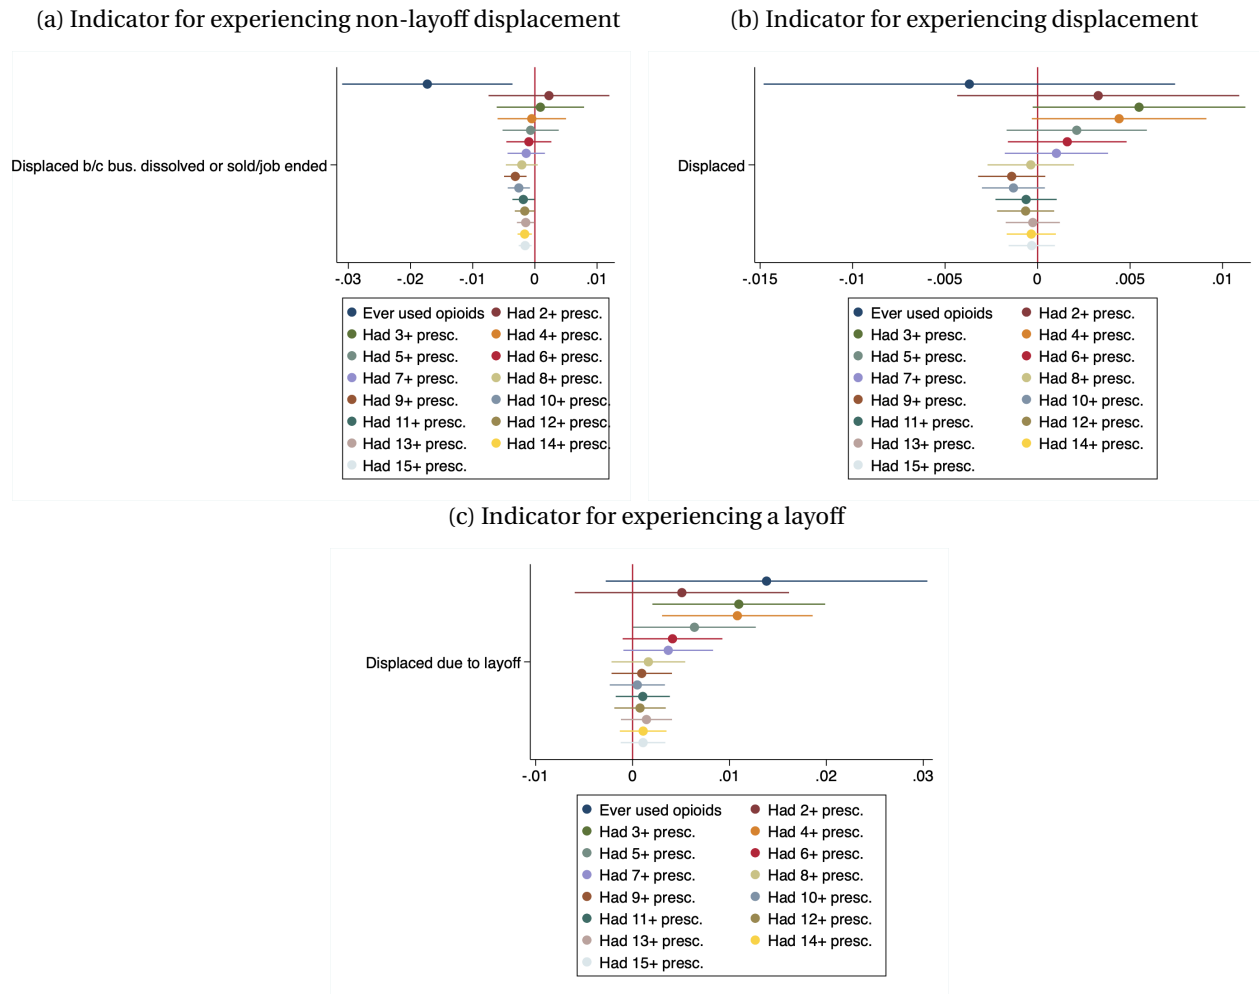 (a) Indicator for experiencing non-layoff displacement
Displaced b/c bus. dissolved or sold/job ended
-.03 -.02 -.01 0 .01
Ever used opioids Had 2+ presc.
Had 3+ presc. Had 4+ presc.
Had 5+ presc. Had 6+ presc.
Had 7+ presc. Had 8+ presc.
Had 9+ presc. Had 10+ presc.
Had 11+ presc. Had 12+ presc.
Had 13+ presc. Had 14+ presc.
Had 15+ presc.
(b) Indicator for experiencing displacement
Displaced
-.015 -.01 -.005 0 .005 .01
Ever used opioids Had 2+ presc.
Had 3+ presc. Had 4+ presc.
Had 5+ presc. Had 6+ presc.
Had 7+ presc. Had 8+ presc.
Had 9+ presc. Had 10+ presc.
Had 11+ presc. Had 12+ presc.
Had 13+ presc. Had 14+ presc.
Had 15+ presc.
(c) Indicator for experiencing a layoff
Displaced due to layoff
-.01 0 .01 .02 .03
Ever used opioids Had 2+ presc.
Had 3+ presc. Had 4+ presc.
Had 5+ presc. Had 6+ presc.
Had 7+ presc. Had 8+ presc.
Had 9+ presc. Had 10+ presc.
Had 11+ presc. Had 12+ presc.
Had 13+ presc. Had 14+ presc.
Had 15+ presc.